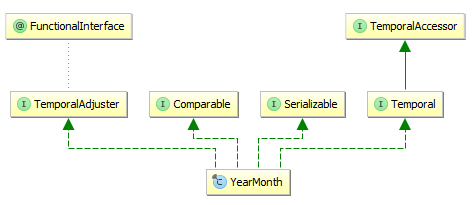 @ FunctionalInterface
I TemporalAccessor
I TemporalAdjuster
I Comparable
I Serializable
I Temporal
C YearMonth